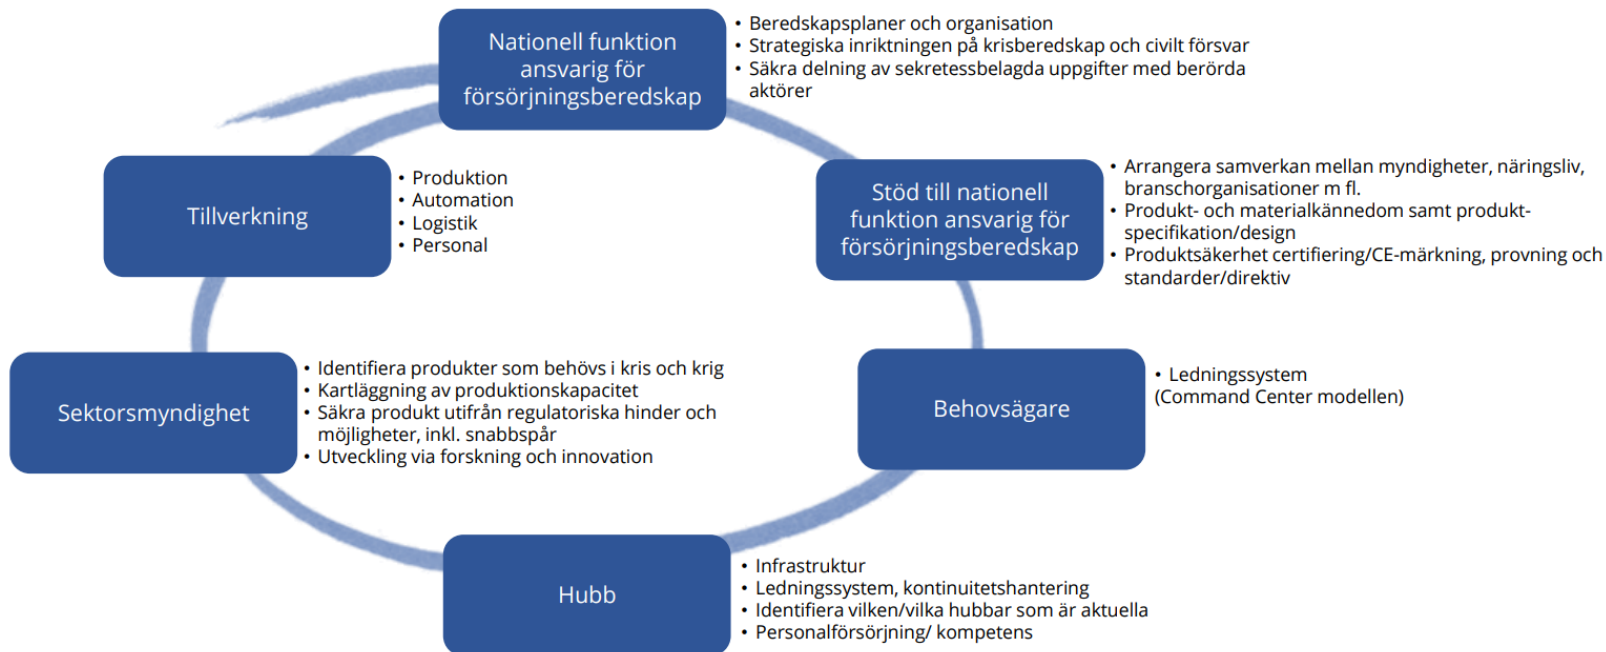 Nationell funktion
ansvarig för
försörjningsberedskap
• Beredskapsplaner och organisation
• Strategiska inriktningen på krisberedskap och civilt försvar
• Säkra delning av sekretessbelagda uppgifter med berörda
aktörer
Stöd till nationell
funktion ansvarig för
försörjningsberedskap
• Arrangera samverkan mellan myndigheter, näringsliv,
branschorganisationer m fl.
• Produkt- och materialkännedom samt produkt-
specifikation/design
• Produktsäkerhet certifiering/CE-märkning, provning och
standarder/direktiv
Behovsägare
• Ledningssystem
(Command Center modellen)
Hubb
• Infrastruktur
• Ledningssystem, kontinuitetshantering
• Identifiera vilken/vilka hubbar som är aktuella
• Personalförsörjning/ kompetens
Sektorsmyndighet
• Identifiera produkter som behövs i kris och krig
• Kartläggning av produktionskapacitet
• Säkra produkt utifrån regulatoriska hinder och
möjligheter, inkl. snabbspår
• Utveckling via forskning och innovation
Tillverkning
• Produktion
• Automation
• Logistik
• Personal